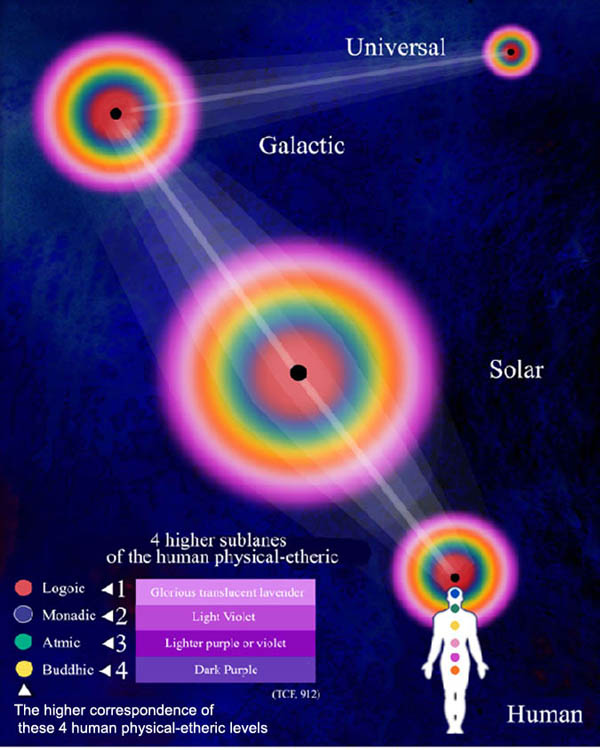 Universal
Galactic
Solar
4 higher sublanes
of the human physical-etheric
Logoic ◄1 Glorious translucent lavender
Monadic ◄2 Light Violet
Atmic ◄3 Lighter purple or violet
Buddhic ◄4 Dark Purple
(TCF, 912)
The higher correspondence of
these 4 human physical-etheric levels
Human